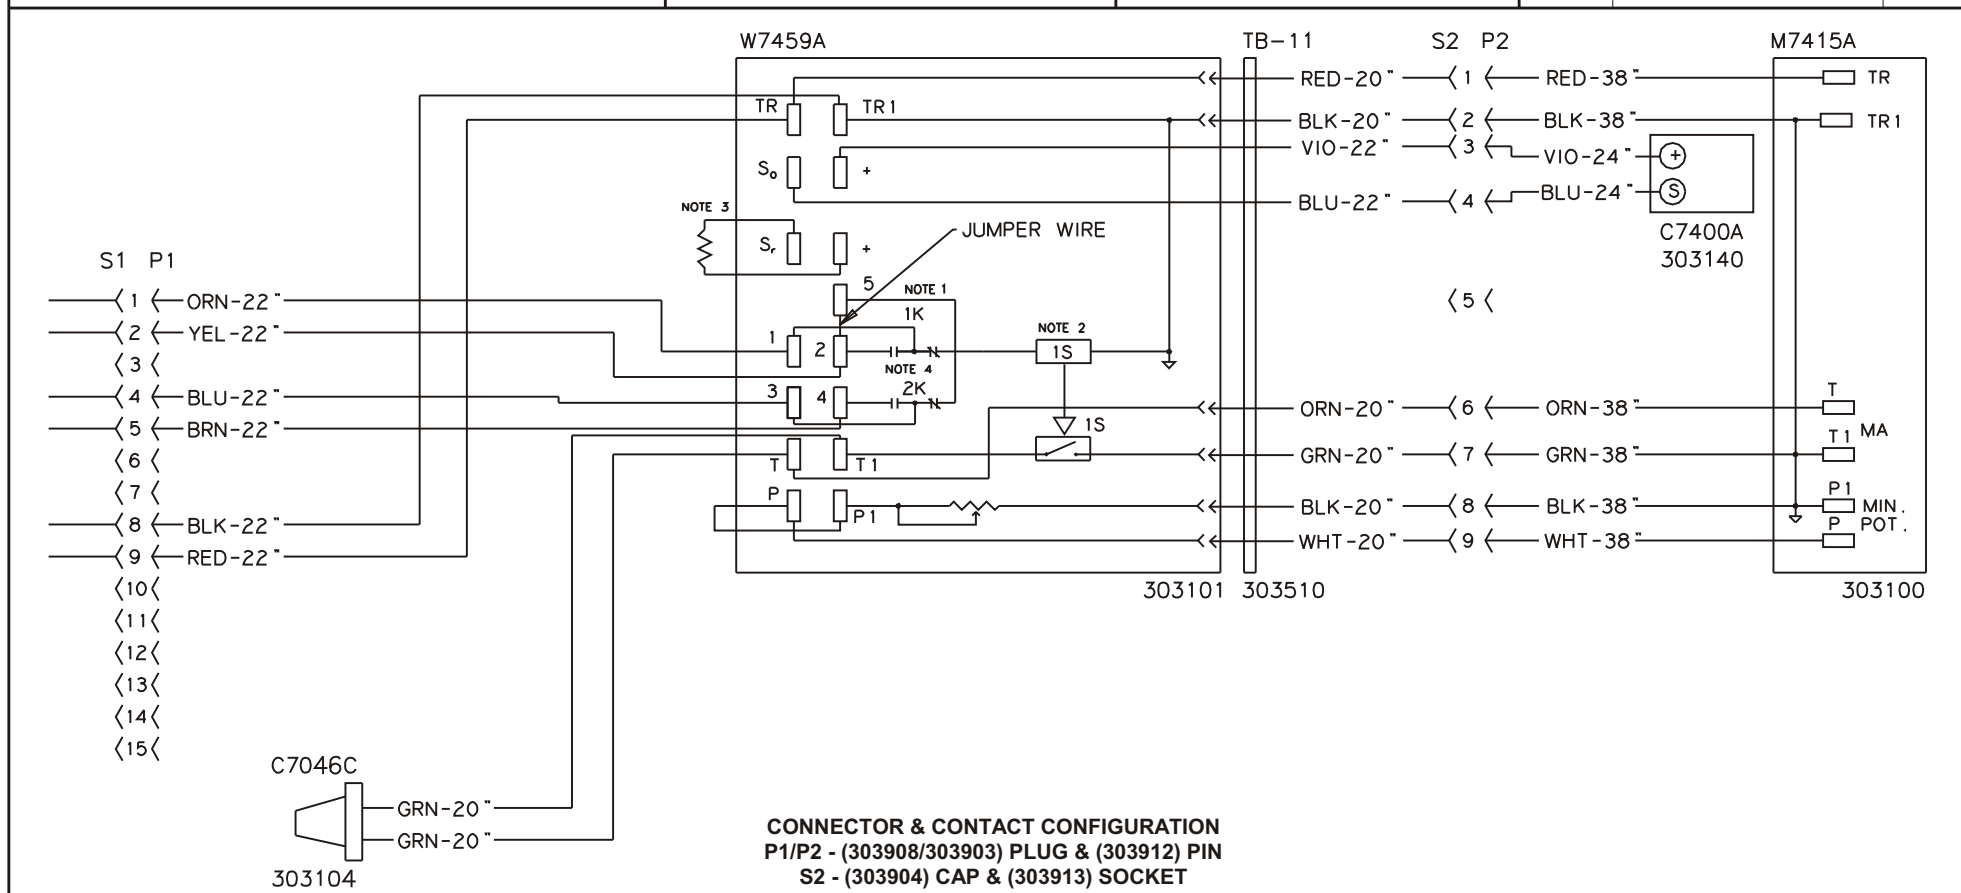 W7459A
TB-11
S2 P2
M7415A
TR
TR1
RED-20"
1
RED-38"
TR
BLK-20"
2
BLK-38"
TR1
VIO-22"
3
VIO-24"
+
So
+
BLU-22"
4
BLU-24"
S
C7400A
303140
NOTE 3
Sr
+
JUMPER WIRE
S1 P1
1
ORN-22"
2
YEL-22"
3
4
BLU-22"
5
BRN-22"
6
7
8
BLK-22"
9
RED-22"
10
11
12
13
14
15
5
NOTE 1
1K
1
2
NOTE 2
1S
NOTE 4
2K
3
4
1S
T
T1
P
P1
5
ORN-20"
6
ORN-38"
T
T1
MA
GRN-20"
7
GRN-38"
BLK-20"
8
BLK-38"
P1
MIN.
P
POT.
WHT-20"
9
WHT-38"
303101
303510
303100
C7046C
GRN-20"
GRN-20"
303104
CONNECTOR & CONTACT CONFIGURATION
P1/P2 - (303908/303903) PLUG & (303912) PIN
S2 - (303904) CAP & (303913) SOCKET